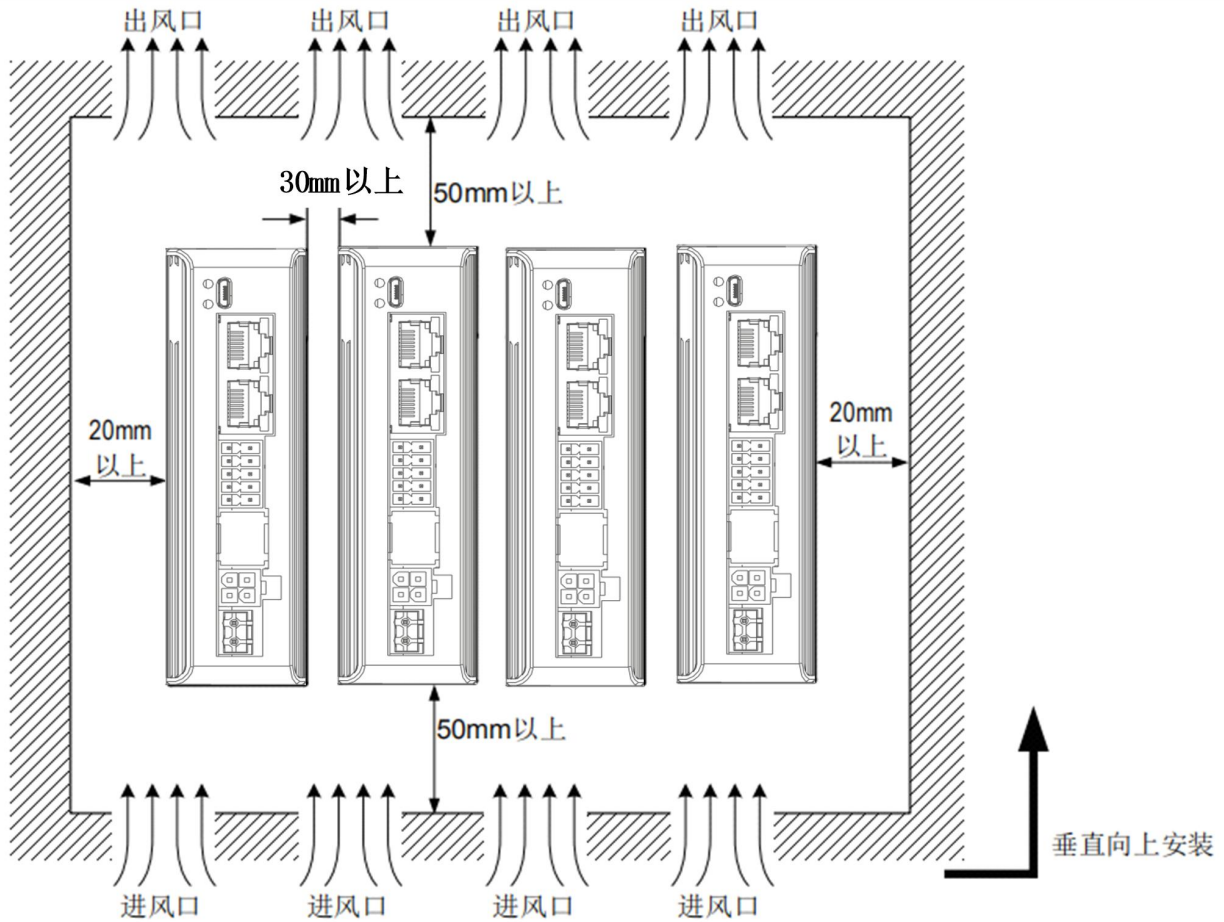 出风口 出风口 出风口 出风口
30mm以上
50mm以上
20mm
以上
20mm
以上
50mm以上
垂直向上安装
进风口 进风口 进风口 进风口